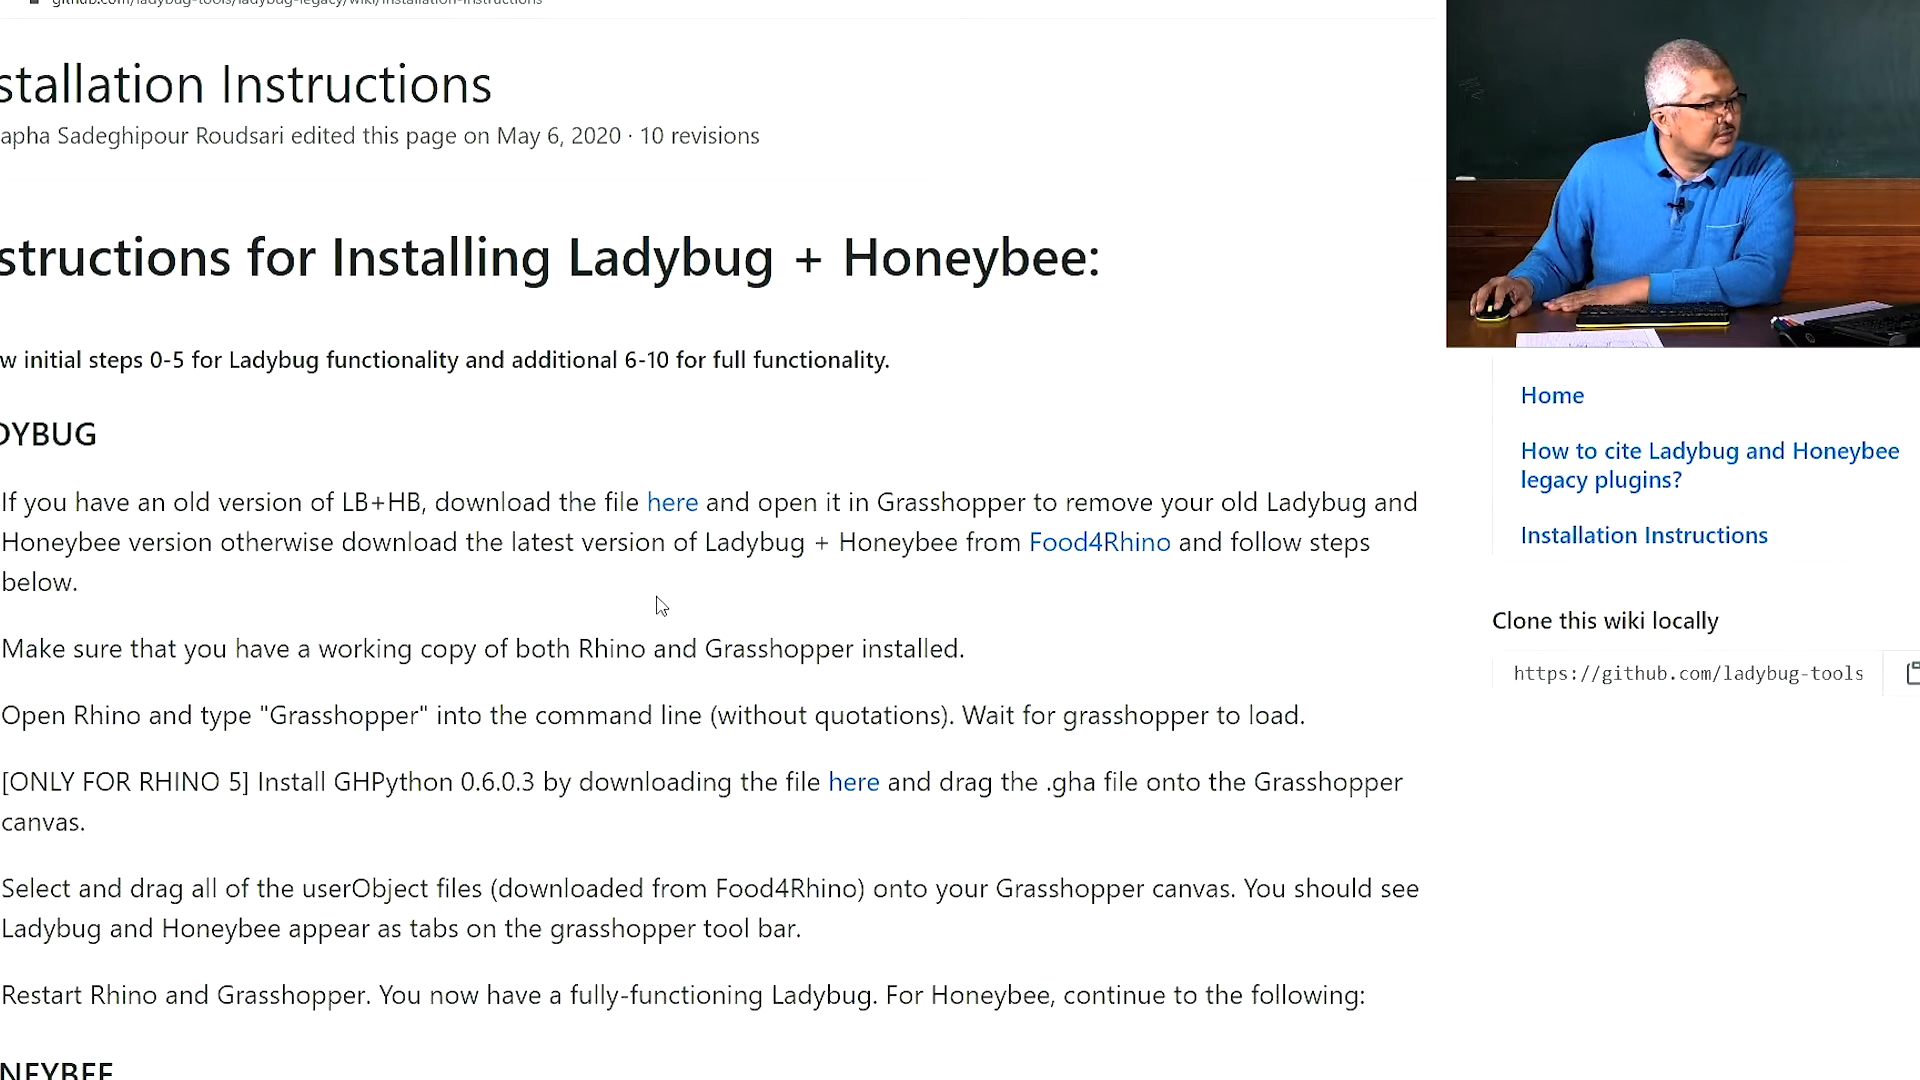 github.com/ladybug-tools/ladybug-legacy/wiki/Installation-Instructions
stallation Instructions
apha Sadeghipour Roudsari edited this page on May 6, 2020 · 10 revisions
structions for Installing Ladybug + Honeybee:
w initial steps 0-5 for Ladybug functionality and additional 6-10 for full functionality.
DYBUG
If you have an old version of LB+HB, download the file here and open it in Grasshopper to remove your old Ladybug and
Honeybee version otherwise download the latest version of Ladybug + Honeybee from Food4Rhino and follow steps
below.
Make sure that you have a working copy of both Rhino and Grasshopper installed.
Open Rhino and type "Grasshopper" into the command line (without quotations). Wait for grasshopper to load.
[ONLY FOR RHINO 5] Install GHPython 0.6.0.3 by downloading the file here and drag the .gha file onto the Grasshopper
canvas.
Select and drag all of the userObject files (downloaded from Food4Rhino) onto your Grasshopper canvas. You should see
Ladybug and Honeybee appear as tabs on the grasshopper tool bar.
Restart Rhino and Grasshopper. You now have a fully-functioning Ladybug. For Honeybee, continue to the following:
NEYBEE
Home
How to cite Ladybug and Honeybee
legacy plugins?
Installation Instructions
Clone this wiki locally
https://github.com/ladybug-tools